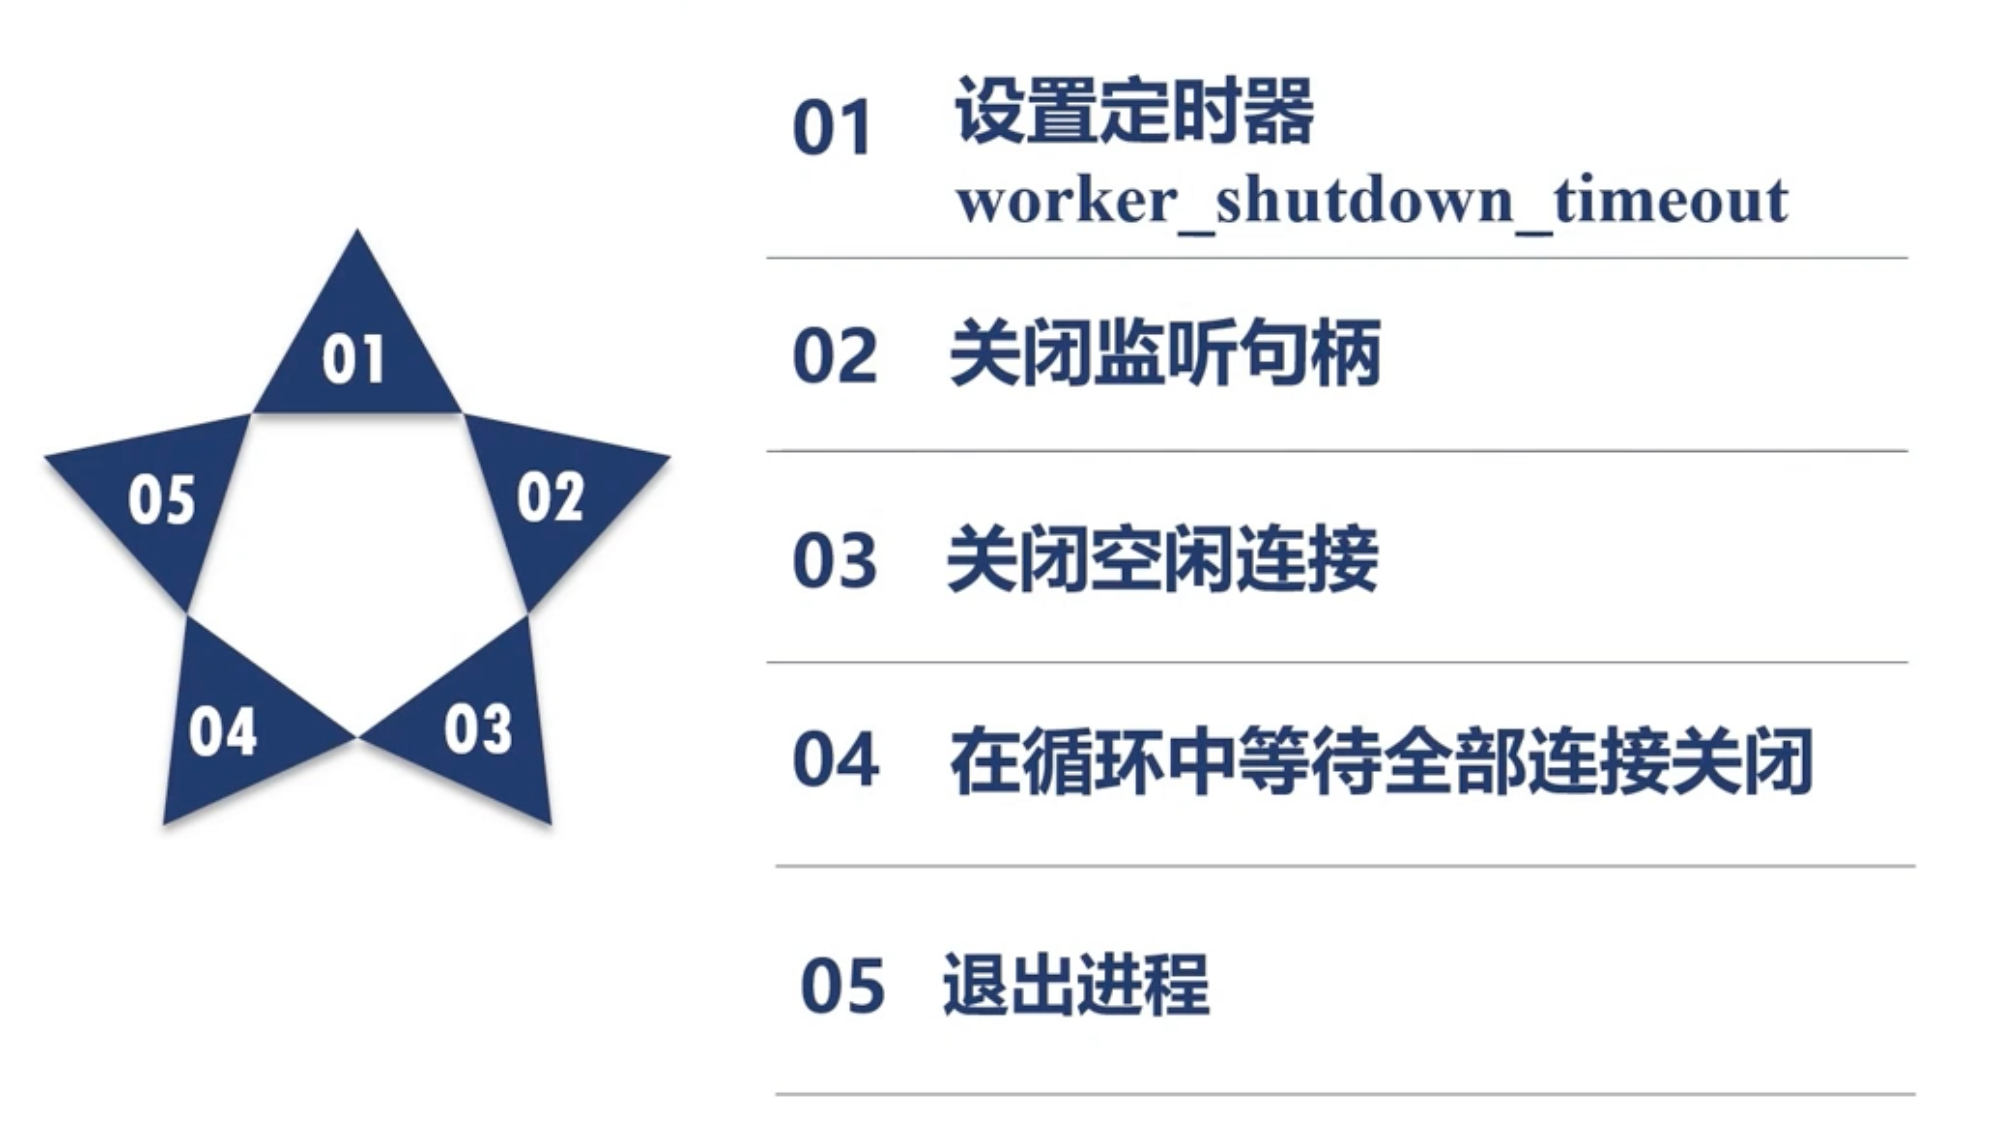 01
02
03
04
05
01 设置定时器
worker_shutdown_timeout
02 关闭监听句柄
03 关闭空闲连接
04 在循环中等待全部连接关闭
05 退出进程